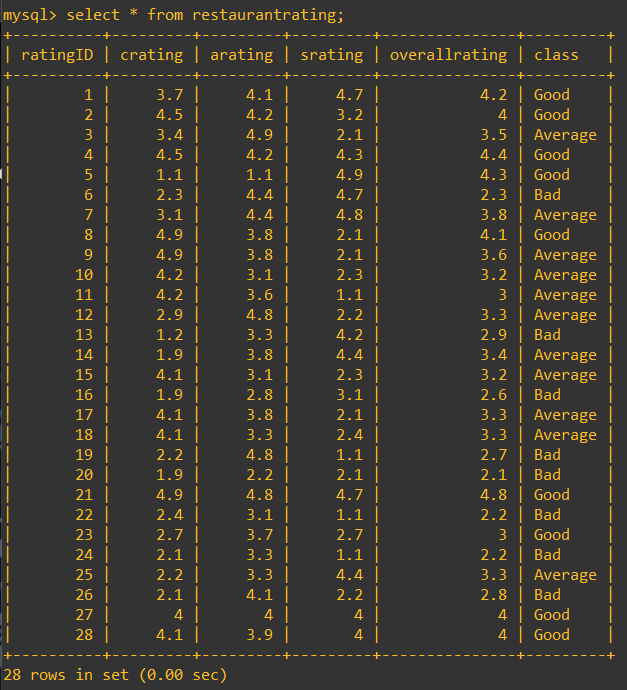 mysql> select * from restaurantrating;
+----------+---------+---------+---------+---------------+---------+
| ratingID | crating | arating | srating | overallrating | class   |
+----------+---------+---------+---------+---------------+---------+
|        1 |     3.7 |     4.1 |     4.7 |           4.2 | Good    |
|        2 |     4.5 |     4.2 |     3.2 |             4 | Good    |
|        3 |     3.4 |     4.9 |     2.1 |           3.5 | Average |
|        4 |     4.5 |     4.2 |     4.3 |           4.4 | Good    |
|        5 |     1.1 |     1.1 |     4.9 |           4.3 | Good    |
|        6 |     2.3 |     4.4 |     4.7 |           2.3 | Bad     |
|        7 |     3.1 |     4.4 |     4.8 |           3.8 | Average |
|        8 |     4.9 |     3.8 |     2.1 |           4.1 | Good    |
|        9 |     4.9 |     3.8 |     2.1 |           3.6 | Average |
|       10 |     4.2 |     3.1 |     2.3 |           3.2 | Average |
|       11 |     4.2 |     3.6 |     1.1 |             3 | Average |
|       12 |     2.9 |     4.8 |     2.2 |           3.3 | Average |
|       13 |     1.2 |     3.3 |     4.2 |           2.9 | Bad     |
|       14 |     1.9 |     3.8 |     4.4 |           3.4 | Average |
|       15 |     4.1 |     3.1 |     2.3 |           3.2 | Average |
|       16 |     1.9 |     2.8 |     3.1 |           2.6 | Bad     |
|       17 |     4.1 |     3.8 |     2.1 |           3.3 | Average |
|       18 |     4.1 |     3.3 |     2.4 |           3.3 | Average |
|       19 |     2.2 |     4.8 |     1.1 |           2.7 | Bad     |
|       20 |     1.9 |     2.2 |     2.1 |           2.1 | Bad     |
|       21 |     4.9 |     4.8 |     4.7 |           4.8 | Good    |
|       22 |     2.4 |     3.1 |     1.1 |           2.2 | Bad     |
|       23 |     2.7 |     3.7 |     2.7 |             3 | Good    |
|       24 |     2.1 |     3.3 |     1.1 |           2.2 | Bad     |
|       25 |     2.2 |     3.3 |     4.4 |           3.3 | Average |
|       26 |     2.1 |     4.1 |     2.2 |           2.8 | Bad     |
|       27 |       4 |       4 |       4 |             4 | Good    |
|       28 |     4.1 |     3.9 |       4 |             4 | Good    |
+----------+---------+---------+---------+---------------+---------+
28 rows in set (0.00 sec)